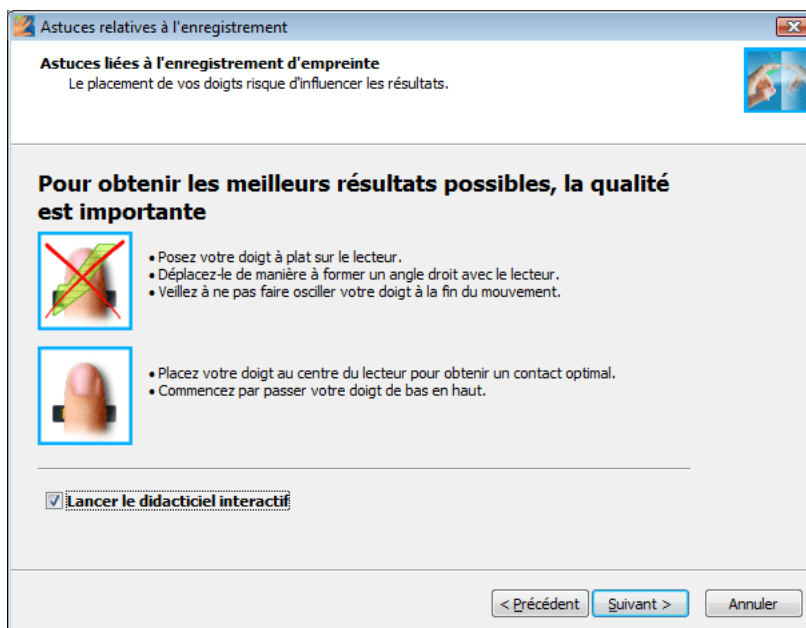 Astuces relatives à l'enregistrement
Astuces liées à l'enregistrement d'empreinte
Le placement de vos doigts risque d'influencer les résultats.
Pour obtenir les meilleurs résultats possibles, la qualité
est importante
• Posez votre doigt à plat sur le lecteur.
• Déplacez-le de manière à former un angle droit avec le lecteur.
• Veillez à ne pas faire osciller votre doigt à la fin du mouvement.
• Placez votre doigt au centre du lecteur pour obtenir un contact optimal.
• Commencez par passer votre doigt de bas en haut.
Lancer le didacticiel interactif
< Précédent Suivant > Annuler